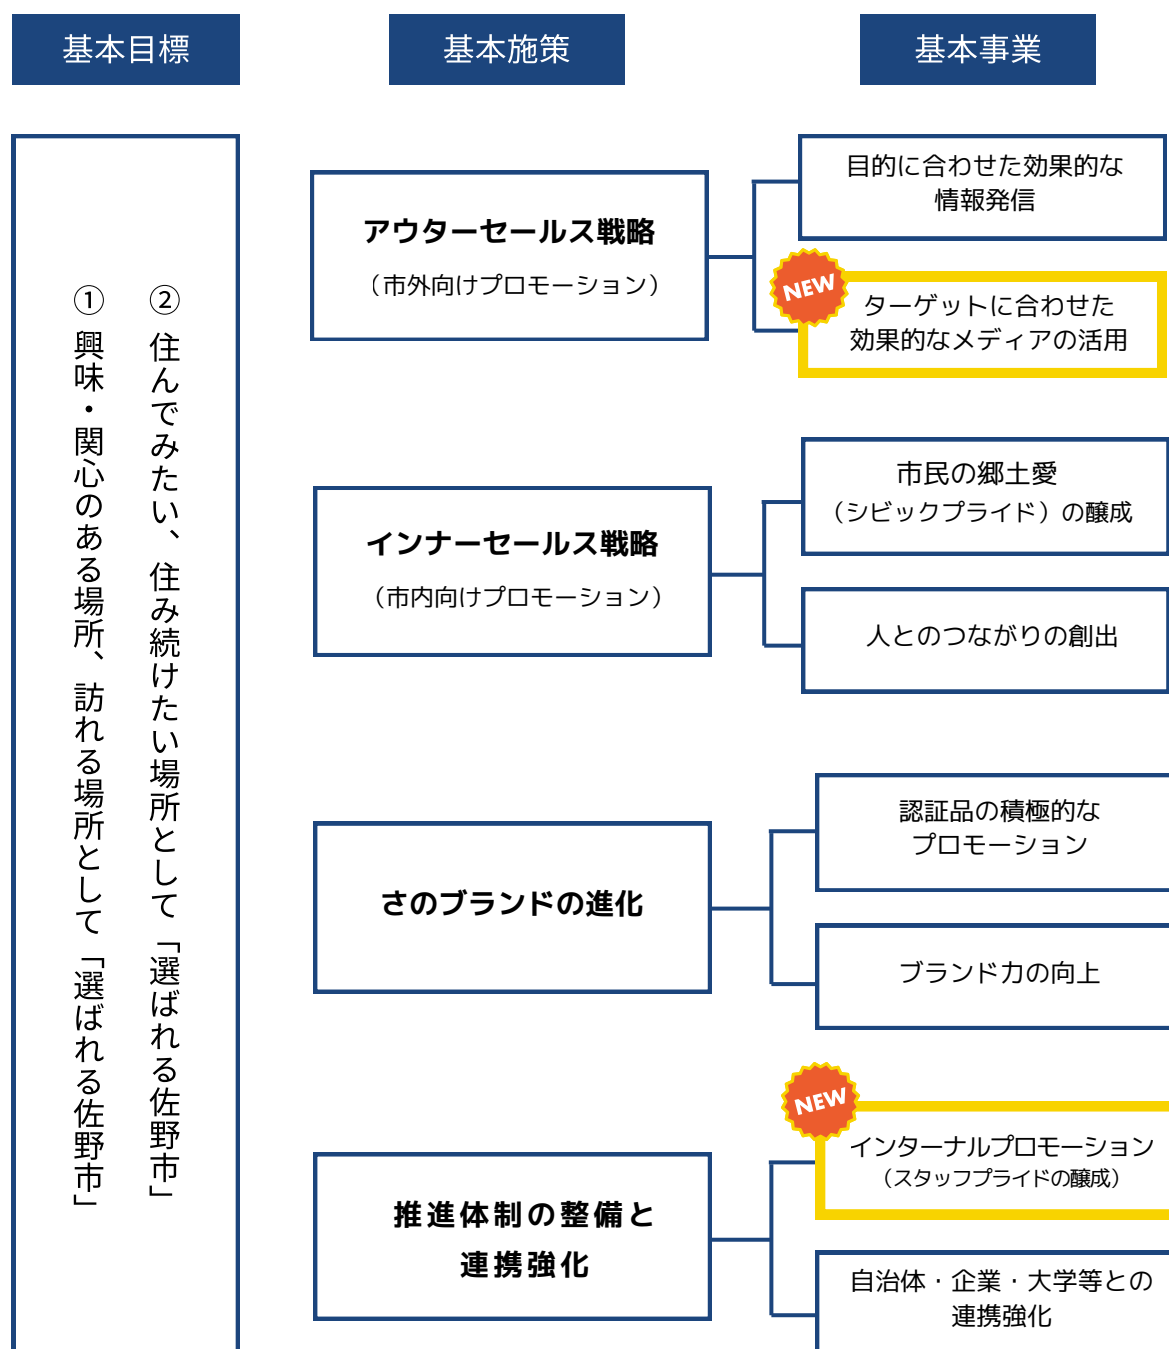 基本目標
基本施策
基本事業
① 興味・関心のある場所、訪れる場所として「選ばれる佐野市」
② 住んでみたい、住み続けたい場所として「選ばれる佐野市」
アウターセールス戦略
（市外向けプロモーション）
目的に合わせた効果的な
情報発信
NEW
ターゲットに合わせた
効果的なメディアの活用
インナーセールス戦略
（市内向けプロモーション）
市民の郷土愛
（シビックプライド）の醸成
人とのつながりの創出
さのブランドの進化
認証品の積極的な
プロモーション
ブランド力の向上
推進体制の整備と
連携強化
NEW
インターナルプロモーション
（スタッフプライドの醸成）
自治体・企業・大学等との
連携強化